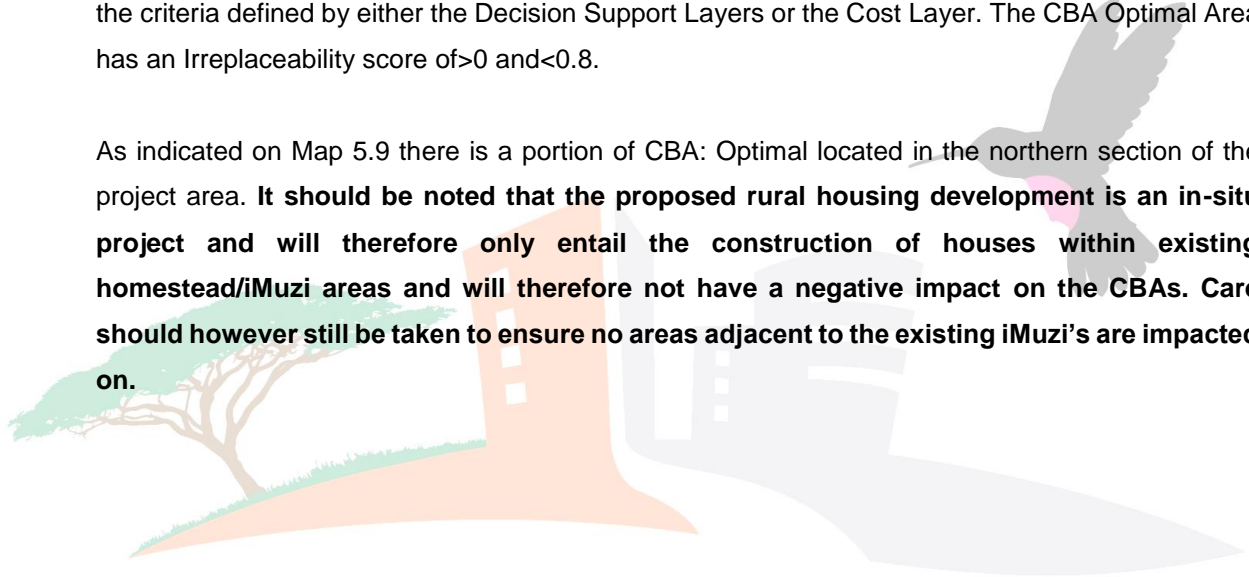 the criteria defined by either the Decision Support Layers or the Cost Layer. The CBA Optimal Area
has an Irreplaceability score of>0 and<0.8.
As indicated on Map 5.9 there is a portion of CBA: Optimal located in the northern section of the
project area. It should be noted that the proposed rural housing development is an in-situ
project and will therefore only entail the construction of houses within existing
homestead/iMuzi areas and will therefore not have a negative impact on the CBAs. Care
should however still be taken to ensure no areas adjacent to the existing iMuzi’s are impacted
on.